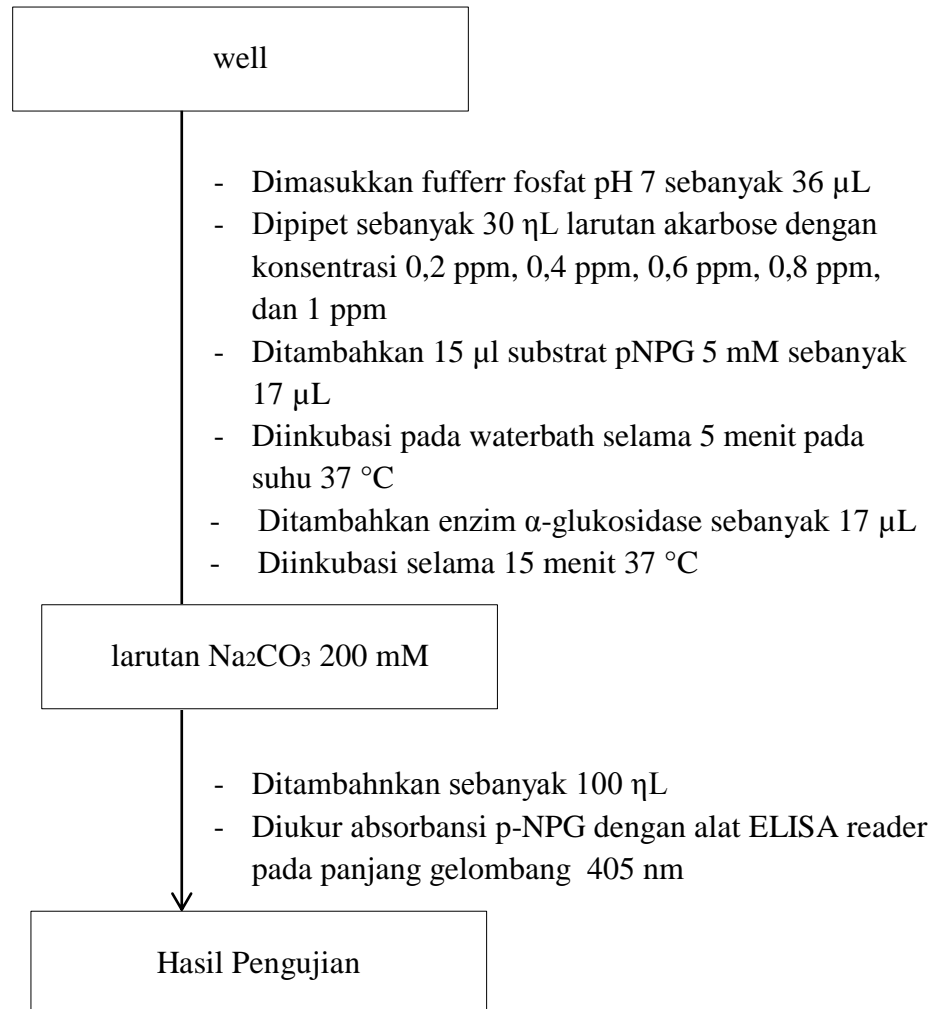 well
- Dimasukkan fufferr fosfat pH 7 sebanyak 36 µL
- Dipipet sebanyak 30 ηL larutan akarbose dengan
konsentrasi 0,2 ppm, 0,4 ppm, 0,6 ppm, 0,8 ppm,
dan 1 ppm
- Ditambahkan 15 µl substrat pNPG 5 mM sebanyak
17 µL
- Diinkubasi pada waterbath selama 5 menit pada
suhu 37 °C
- Ditambahkan enzim α-glukosidase sebanyak 17 µL
- Diinkubasi selama 15 menit 37 °C
larutan Na₂CO₃ 200 mM
- Ditambahnkan sebanyak 100 ηL
- Diukur absorbansi p-NPG dengan alat ELISA reader
pada panjang gelombang 405 nm
Hasil Pengujian